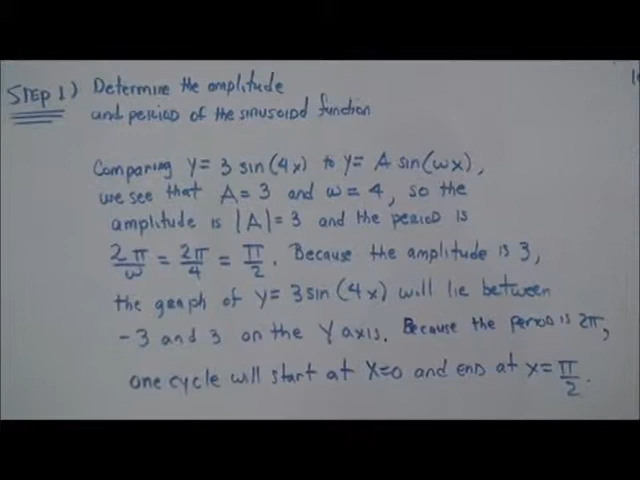 STEP 1) Determine the amplitude
and period of the sinusoid function
Comparing y = 3 sin(4x) to y = A sin(ωx),
we see that A = 3 and ω = 4, so the
amplitude is |A| = 3 and the period is
2π/ω = 2π/4 = π/2. Because the amplitude is 3,
the graph of y = 3 sin(4x) will lie between
-3 and 3 on the Y axis. Because the period is 2π,
one cycle will start at x=0 and end at x = π/2.